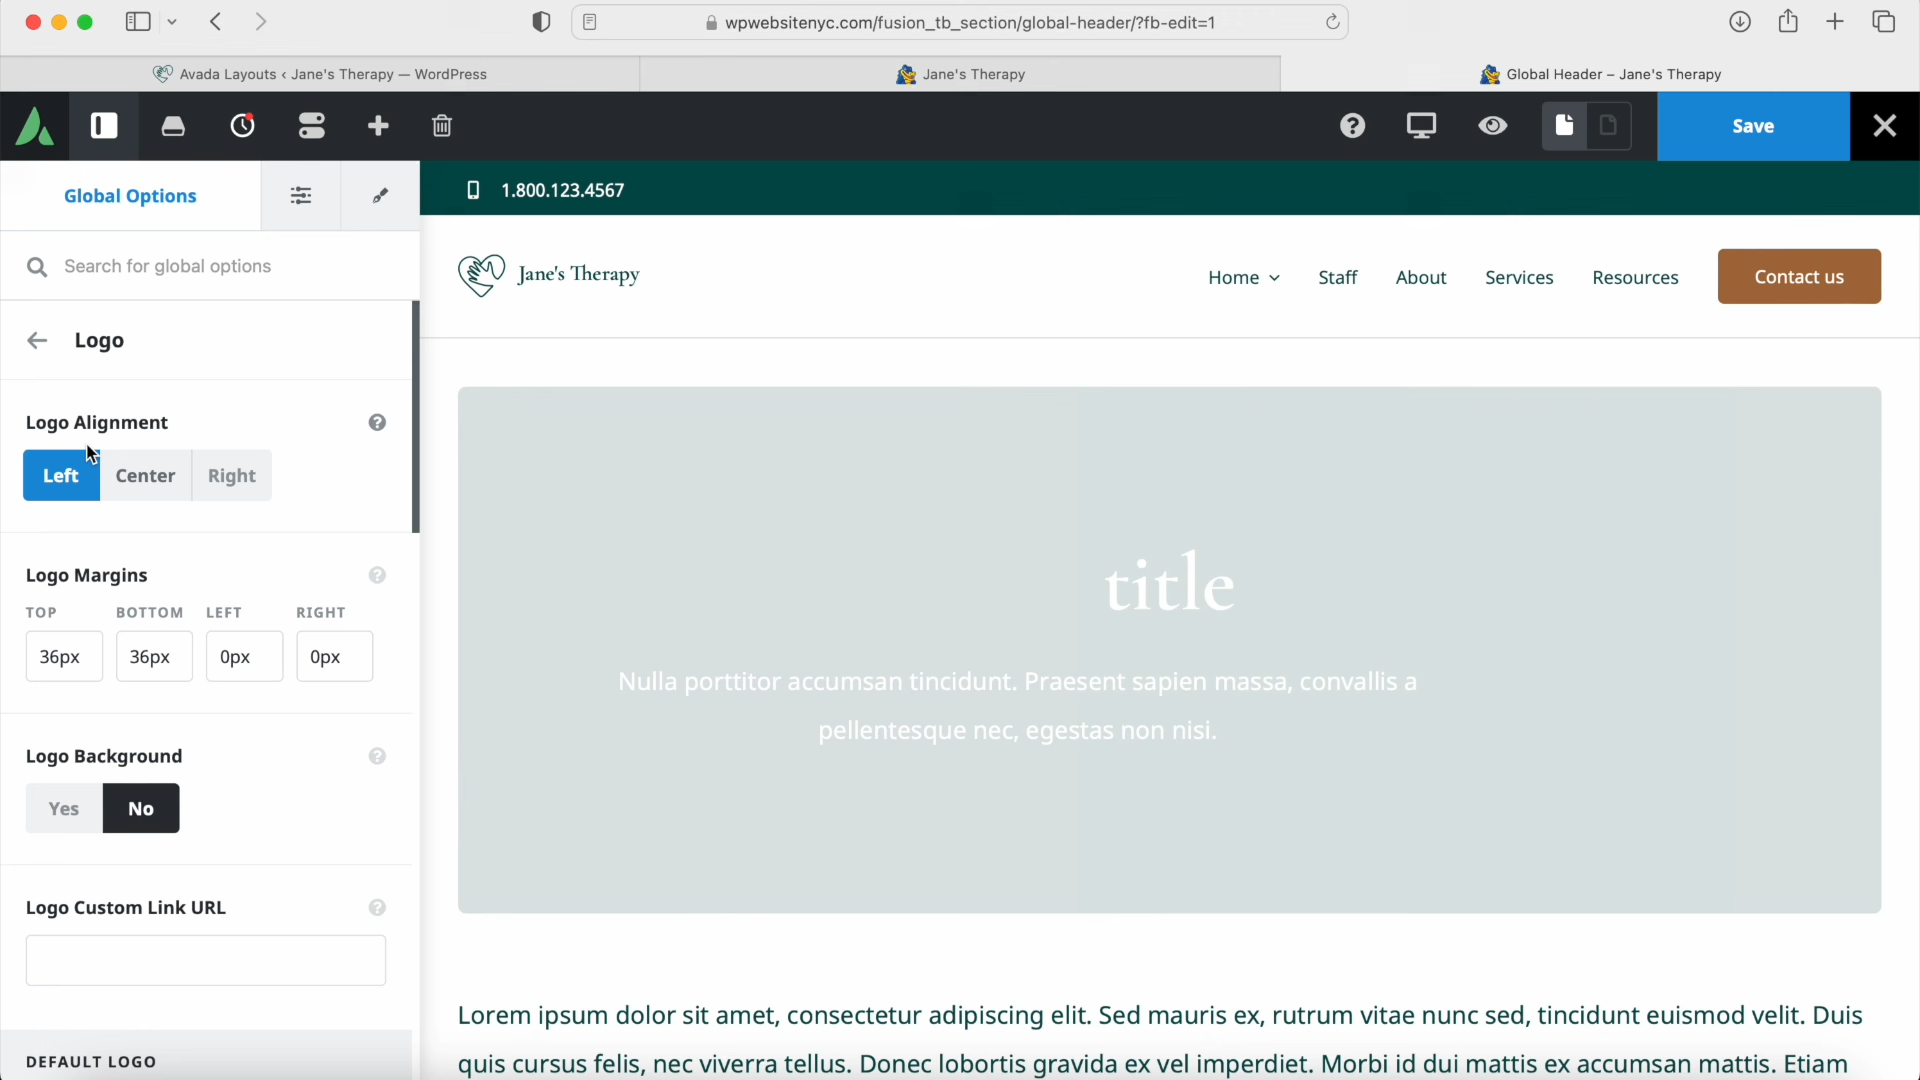 wpwebsitenyc.com/fusion_tb_section/global-header/?fb-edit=1
Avada Layouts ‹ Jane's Therapy — WordPress
Jane's Therapy
Global Header – Jane's Therapy
Save
Global Options
Search for global options
Logo
Logo Alignment
Left
Center
Right
Logo Margins
TOP
BOTTOM
LEFT
RIGHT
36px
36px
0px
0px
Logo Background
Yes
No
Logo Custom Link URL
DEFAULT LOGO
1.800.123.4567
Jane's Therapy
Home
Staff
About
Services
Resources
Contact us
title
Nulla porttitor accumsan tincidunt. Praesent sapien massa, convallis a
pellentesque nec, egestas non nisi.
Lorem ipsum dolor sit amet, consectetur adipiscing elit. Sed mauris ex, rutrum vitae nunc sed, tincidunt euismod velit. Duis
quis cursus felis, nec viverra tellus. Donec lobortis gravida ex vel imperdiet. Morbi id dui mattis ex accumsan mattis. Etiam